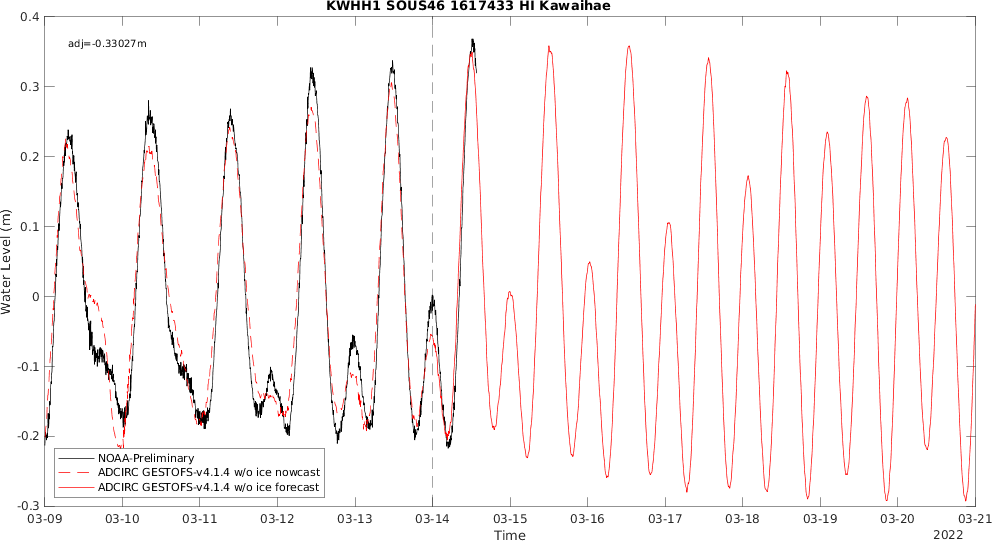 KWHH1 SOUS46 1617433 HI Kawaihae
adj=-0.33027m
Water Level (m)
0.4
0.3
0.2
0.1
0
-0.1
-0.2
-0.3
NOAA-Preliminary
ADCIRC GESTOFS-v4.1.4 w/o ice nowcast
ADCIRC GESTOFS-v4.1.4 w/o ice forecast
03-09 03-10 03-11 03-12 03-13 03-14 03-15 03-16 03-17 03-18 03-19 03-20 03-21
Time
2022